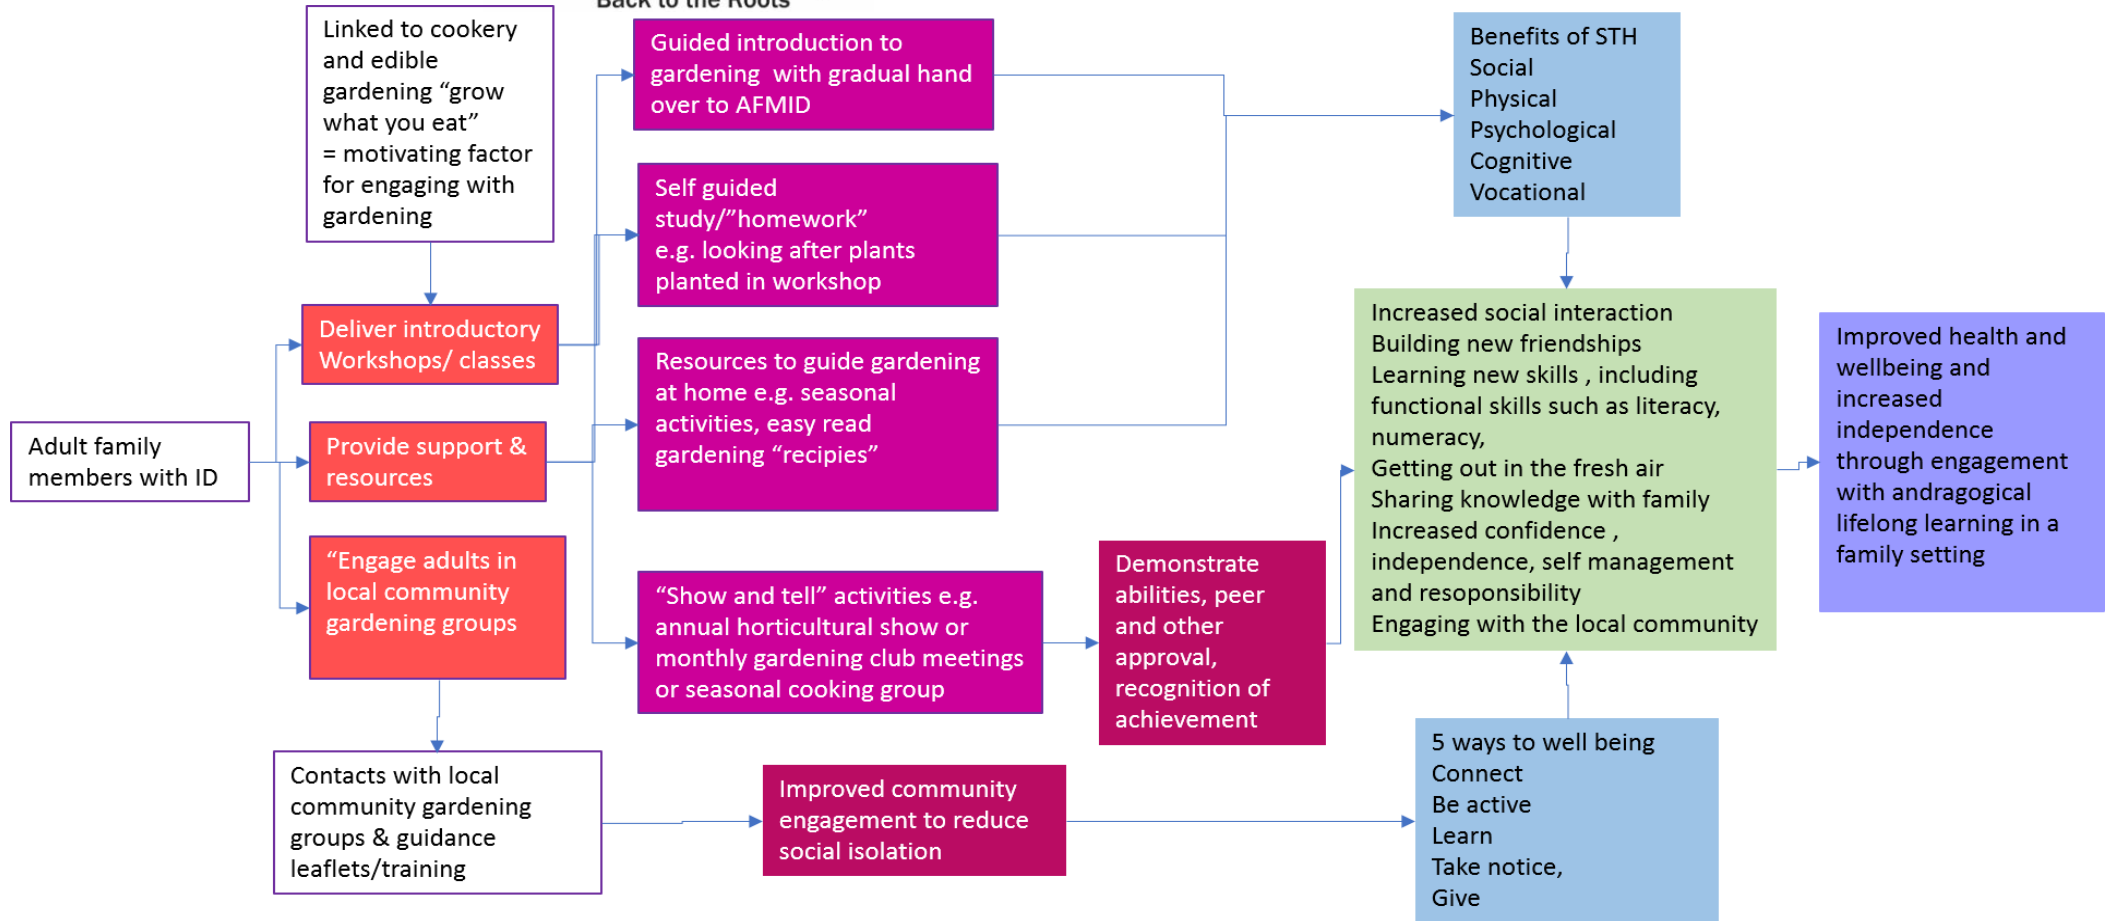 Back to the Roots
Linked to cookery
and edible
gardening “grow
what you eat”
= motivating factor
for engaging with
gardening
Guided introduction to
gardening with gradual hand
over to AFMID
Benefits of STH
Social
Physical
Psychological
Cognitive
Vocational
Self guided
study/”homework”
e.g. looking after plants
planted in workshop
Deliver introductory
Workshops/ classes
Resources to guide gardening
at home e.g. seasonal
activities, easy read
gardening “recipies”
Increased social interaction
Building new friendships
Learning new skills , including
functional skills such as literacy,
numeracy,
Getting out in the fresh air
Sharing knowledge with family
Increased confidence ,
independence, self management
and resoponsibility
Engaging with the local community
Improved health and
wellbeing and
increased
independence
through engagement
with andragogical
lifelong learning in a
family setting
Adult family
members with ID
Provide support &
resources
“Engage adults in
local community
gardening groups
“Show and tell” activities e.g.
annual horticultural show or
monthly gardening club meetings
or seasonal cooking group
Demonstrate
abilities, peer
and other
approval,
recognition of
achievement
Contacts with local
community gardening
groups & guidance
leaflets/training
Improved community
engagement to reduce
social isolation
5 ways to well being
Connect
Be active
Learn
Take notice,
Give